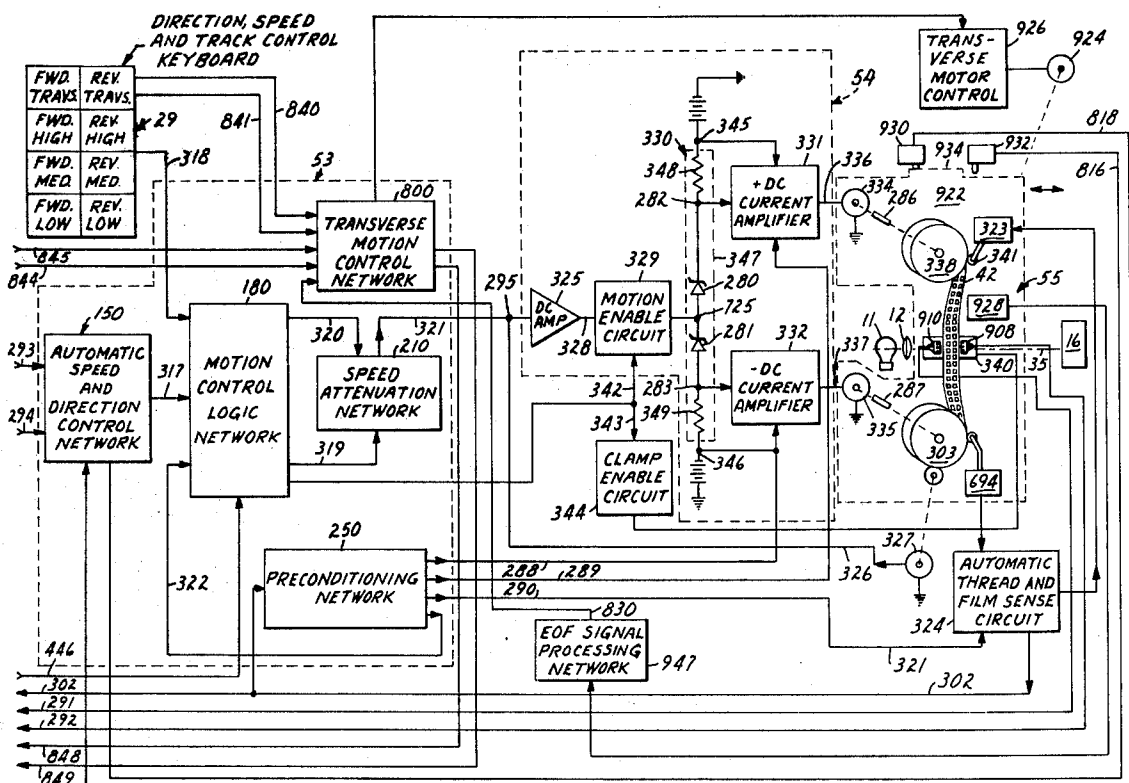 DIRECTION, SPEED
AND TRACK CONTROL
KEYBOARD
FWD. TRAVS.
REV. TRAVS.
FWD. HIGH
REV. HIGH
FWD. MED.
REV. MED.
FWD. LOW
REV. LOW
29
840
841
318
53
800
TRANSVERSE
MOTION
CONTROL
NETWORK
845
844
150
AUTOMATIC
SPEED
AND
DIRECTION
CONTROL
NETWORK
293
294
317
180
MOTION
CONTROL
LOGIC
NETWORK
320
321
210
SPEED
ATTENUATION
NETWORK
319
322
250
PRECONDITIONING
NETWORK
288
289
290
446
302
291
292
848
849
295
325
DC
AMP
328
329
MOTION
ENABLE
CIRCUIT
342
343
CLAMP
ENABLE
CIRCUIT
344
54
345
330
348
282
347
280
725
281
283
349
346
331
+DC
CURRENT
AMPLIFIER
336
332
-DC
CURRENT
AMPLIFIER
337
830
EOF SIGNAL
PROCESSING
NETWORK
947
926
TRANS-
VERSE
MOTOR
CONTROL
924
930
932
934
818
816
922
334
286
338
323
341
42
928
55
11
12
910
908
340
35
16
335
287
303
694
327
326
AUTOMATIC
THREAD AND
FILM SENSE
CIRCUIT
324
321
302